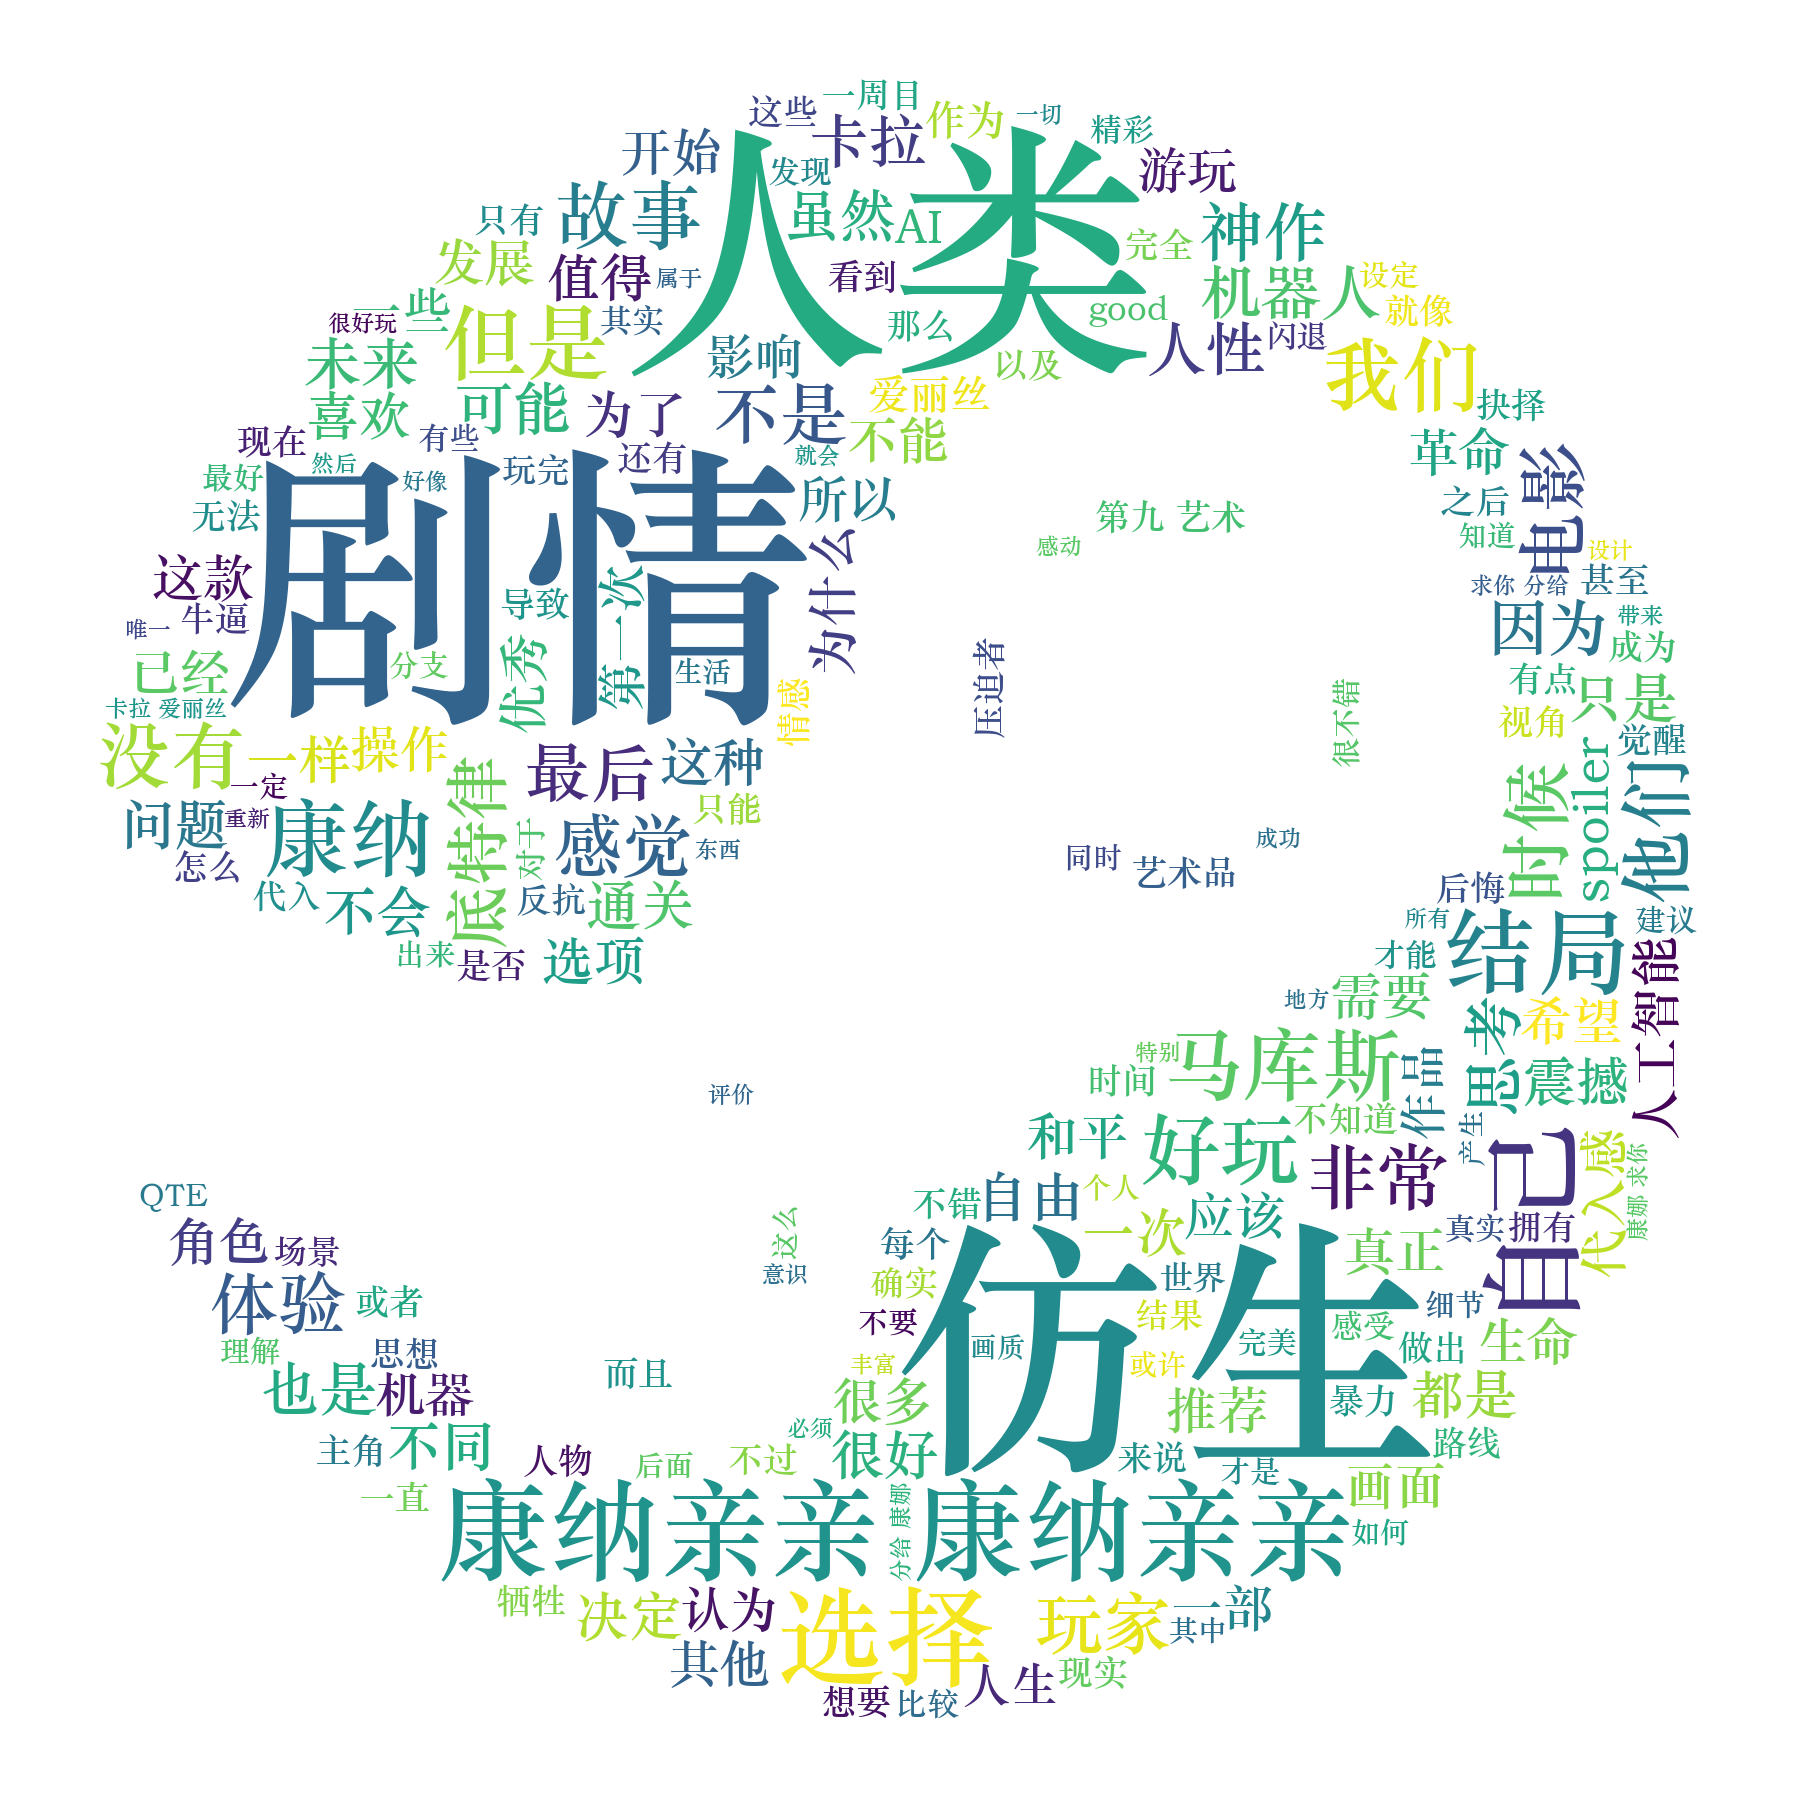 这些
一周目
作为
一切
精彩
开始
卡拉
发现
人类
游玩
只有
故事
虽然
AI
完全
神作
发展
值得
属于
看到
机器人
设定
一些
很好玩
但是
其实
那么
good
就像
未来
影响
以及
人性
闪退
我们
喜欢
可能
为了
不是
爱丽丝
抉择
现在
有些
还有
就会
不能
革命
电影
最好
然后
好像
玩完
所以
之后
无法
剧情
为什么
第九 艺术
知道
感动
设计
这款
导致
第一次
求你 分给
甚至
唯一
牛逼
优秀
因为
带来
已经
分支
生活
情感
压迫者
很不错
有点
成为
卡拉 爱丽丝
只是
没有
一样
操作
最后
这种
视角
觉醒
一定
底特律
只能
时候
spoiler
他们
问题
重新
康纳
对于
感觉
东西
成功
怎么
同时
艺术品
代入
不会
反抗
通关
后悔
所有
建议
出来
是否
选项
才能
结局
人工智能
地方
需要
思考
希望
特别
马库斯
时间
作品
震撼
评价
不知道
和平
好玩
产生
非常
自己
代入感
康娜 求你
QTE
不错
自由
个人
角色
场景
这么
每个
一次
应该
真正
真实
拥有
意识
确实
世界
体验
或者
不要
仿生
结果
细节
理解
思想
画质
完美
感受
做出
生命
也是
机器
而且
丰富
或许
很多
推荐
暴力
都是
主角
不同
必须
很好
路线
人物
后面
不过
来说
才是
一直
康纳亲亲 康纳亲亲
分给 康娜
画面
如何
牺牲
决定
认为
选择
玩家
一部
其中
其他
现实
想要
比较
人生